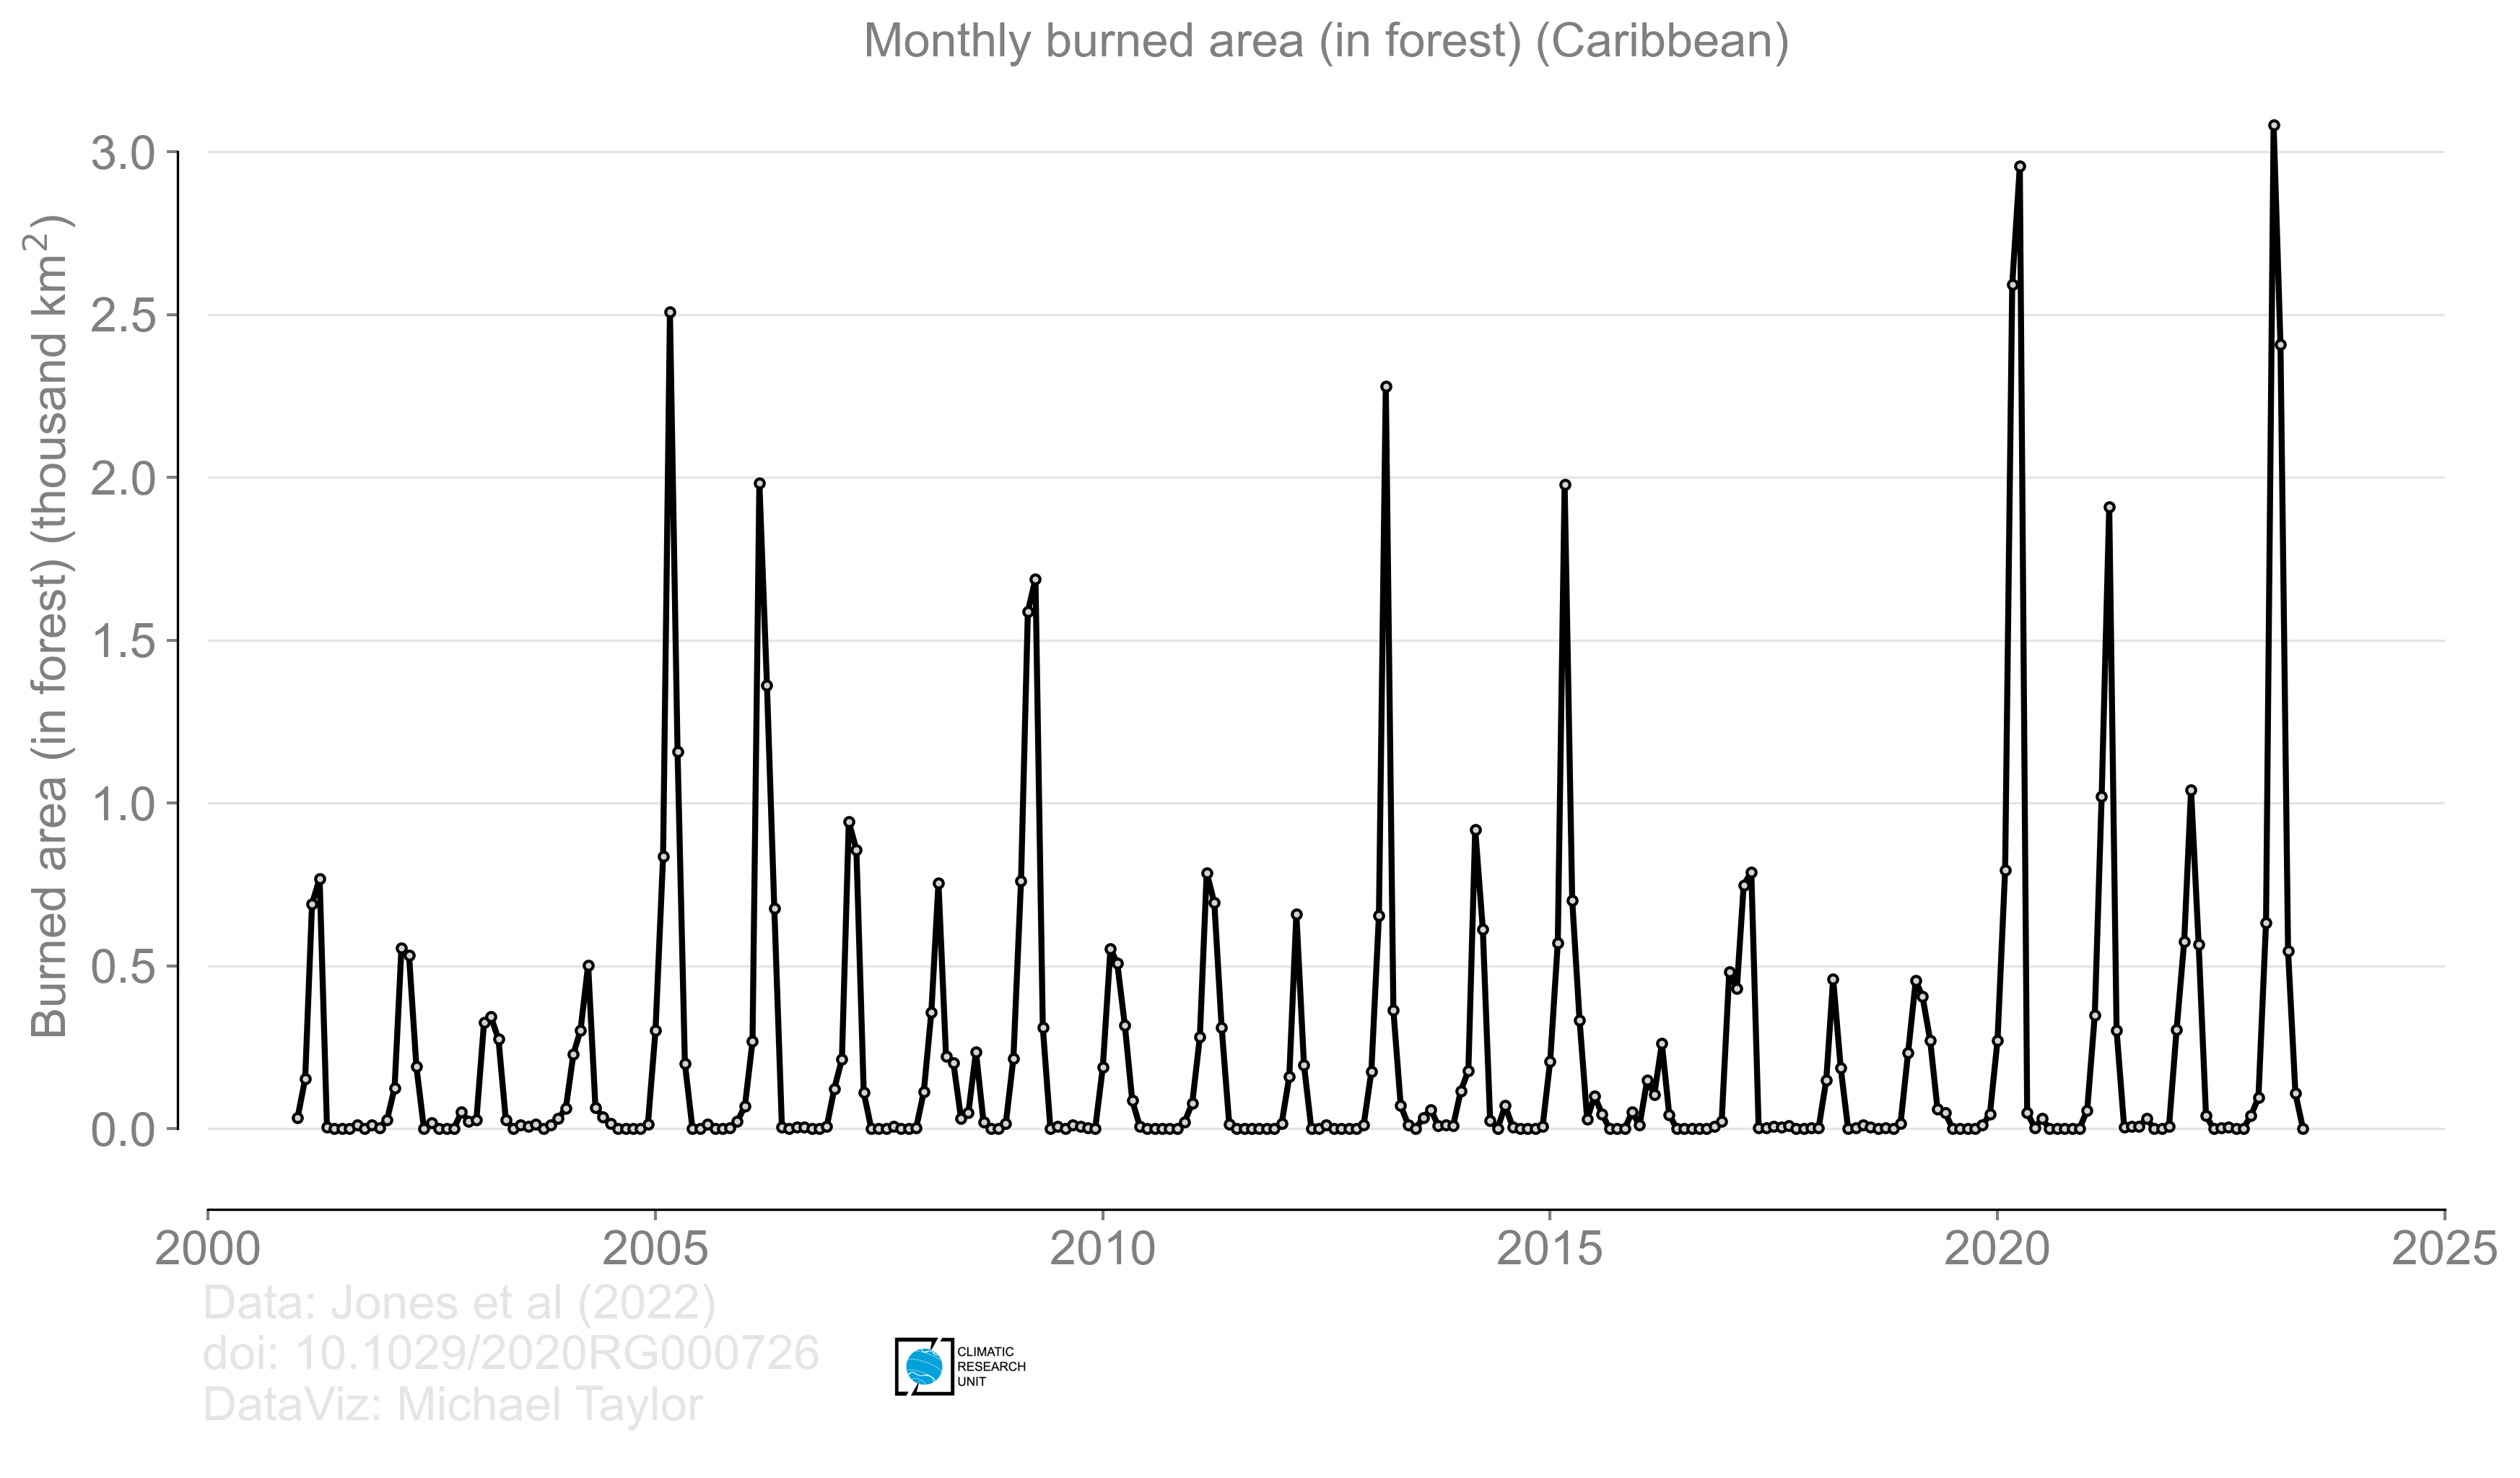 Monthly burned area (in forest) (Caribbean)
Burned area (in forest) (thousand km²)
3.0
2.5
2.0
1.5
1.0
0.5
0.0
2000 2005 2010 2015 2020 2025
Data: Jones et al (2022)
doi: 10.1029/2020RG000726
DataViz: Michael Taylor
CLIMATIC
RESEARCH
UNIT